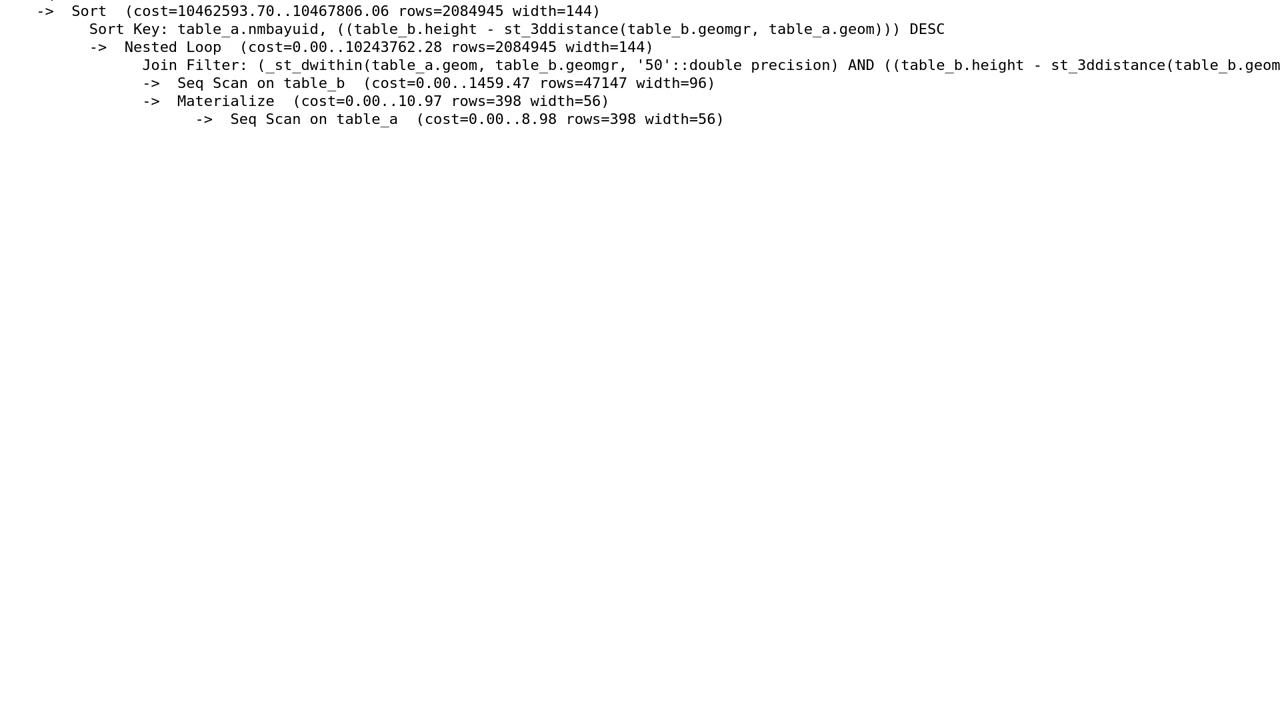 -> Sort (cost=10462593.70..10467806.06 rows=2084945 width=144)
Sort Key: table_a.nmbayuid, ((table_b.height - st_3ddistance(table_b.geomgr, table_a.geom))) DESC
-> Nested Loop (cost=0.00..10243762.28 rows=2084945 width=144)
Join Filter: (_st_dwithin(table_a.geom, table_b.geomgr, '50'::double precision) AND ((table_b.height - st_3ddistance(table_b.geom
-> Seq Scan on table_b (cost=0.00..1459.47 rows=47147 width=96)
-> Materialize (cost=0.00..10.97 rows=398 width=56)
-> Seq Scan on table_a (cost=0.00..8.98 rows=398 width=56)